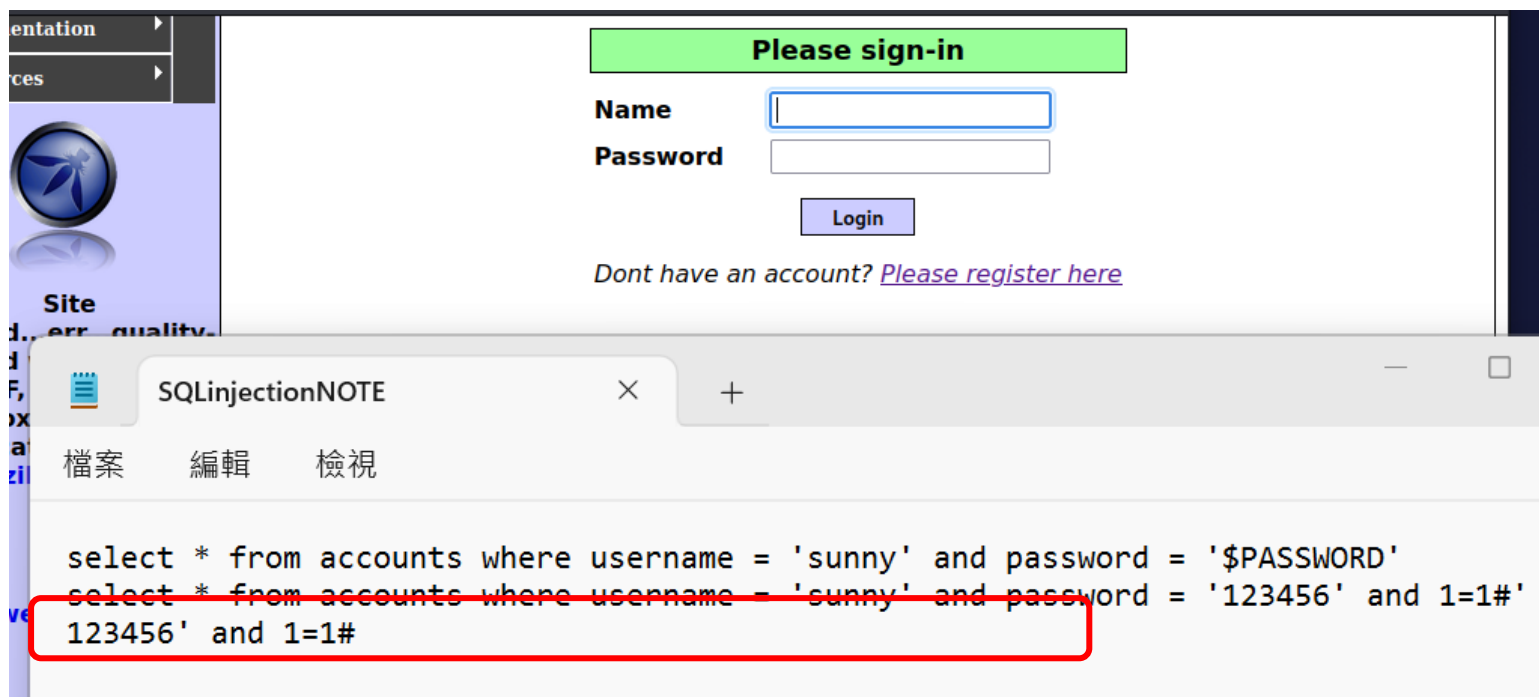 entation
rces
Please sign-in
Name
Password
Login
Dont have an account? Please register here
Site
d...err...quality-
SQLinjectionNOTE
檔案 編輯 檢視
select * from accounts where username = 'sunny' and password = '$PASSWORD'
select * from accounts where username = 'sunny' and password = '123456' and 1=1#'
123456' and 1=1#